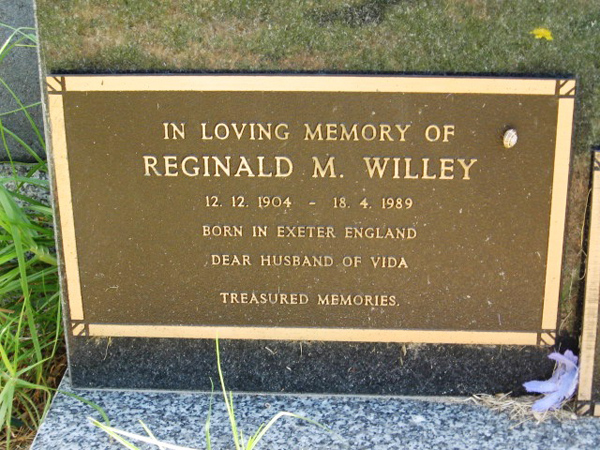 IN LOVING MEMORY OF
REGINALD M. WILLEY
12. 12. 1904 - 18. 4. 1989
BORN IN EXETER ENGLAND
DEAR HUSBAND OF VIDA
TREASURED MEMORIES.